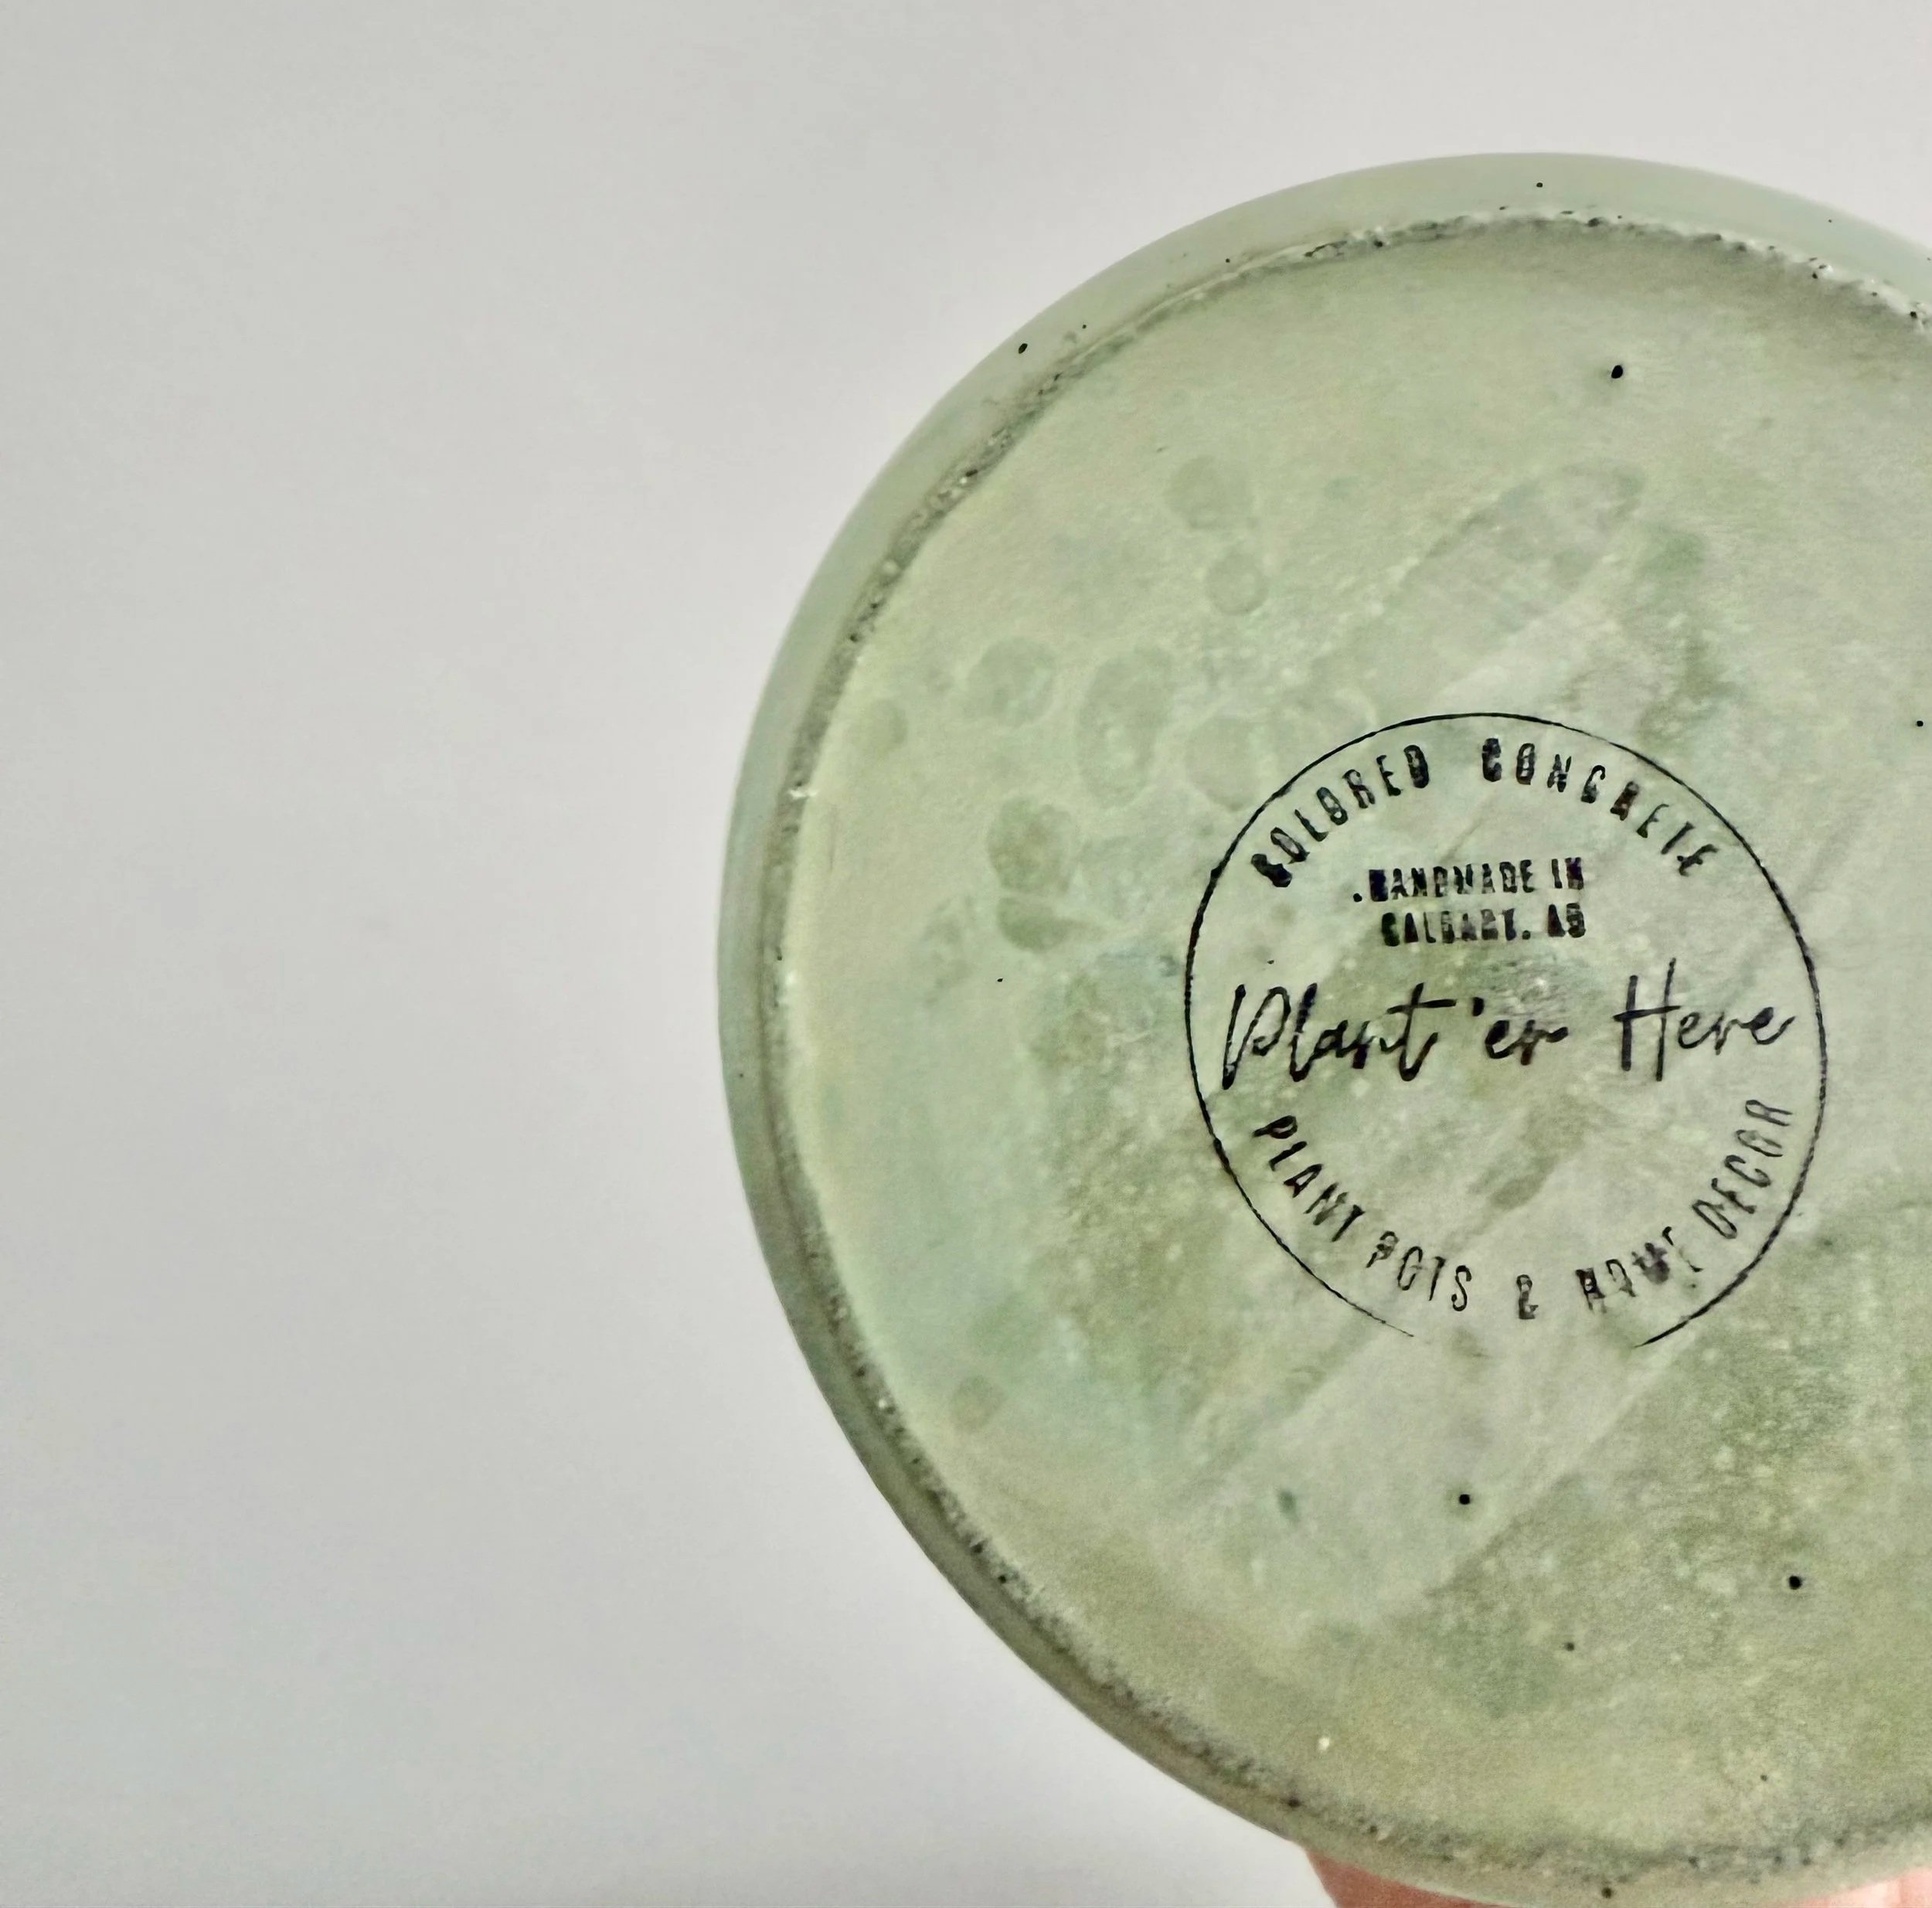 COLORED CONCRETE
HANDMADE IN
CALGARY, AB
Plant 'er Here
PLANT POTS & HOME DECOR